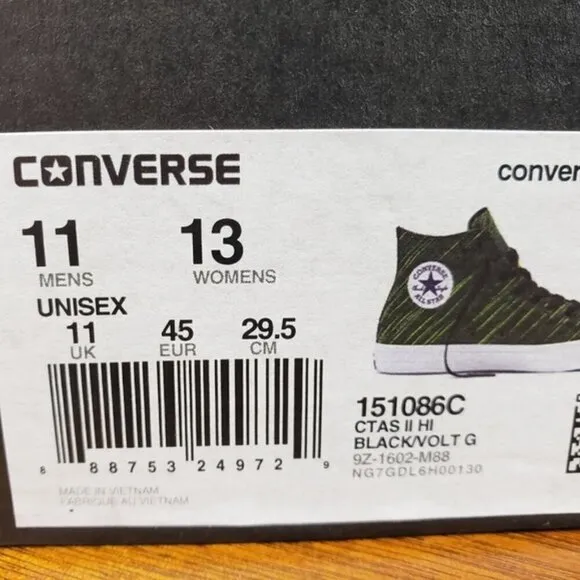 CONVERSE
conver
11 13
MENS WOMENS
UNISEX
11 45 29.5
UK EUR CM
CONVERSE
ALL STAR
151086C
CTAS II HI
BLACK/VOLT G
9Z-1602-M88
NG7GDL6H00130
8 88753 24972 9
MADE IN VIETNAM
FABRIQUÉ AU VIETNAM